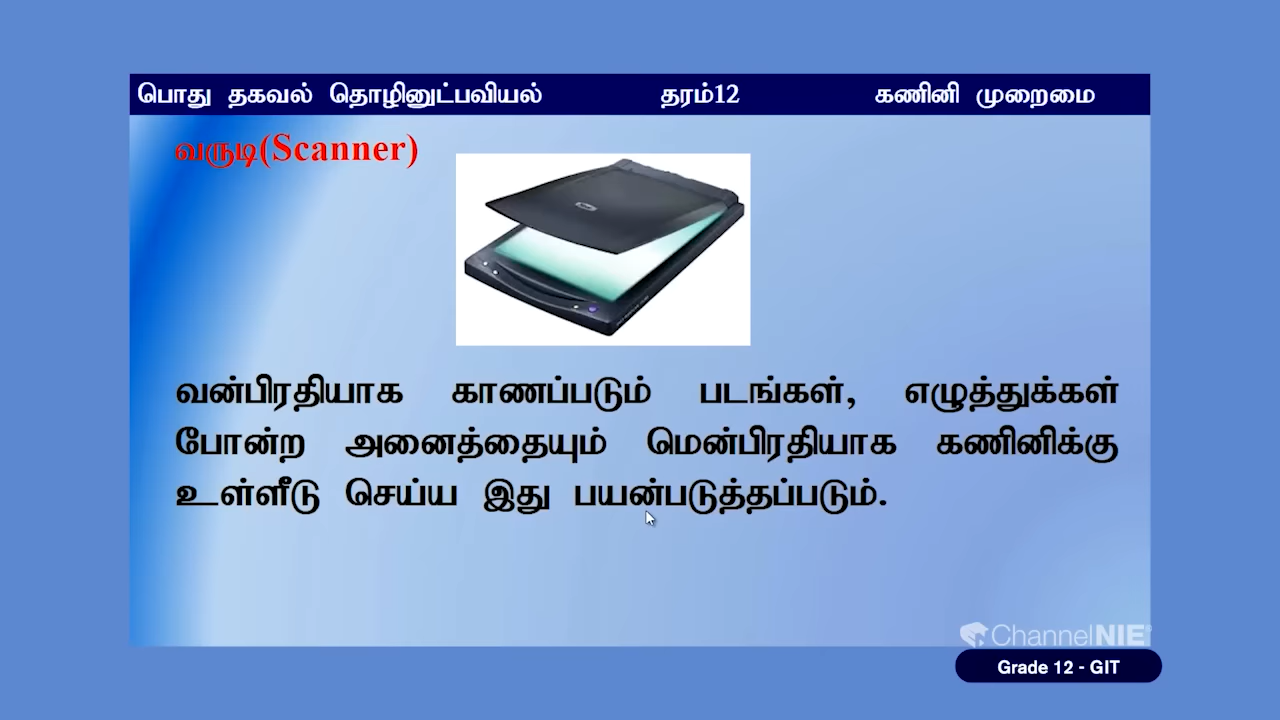 பொது தகவல் தொழினுட்பவியல் தரம்12 கணினி முறைமை
வருடி(Scanner)
வன்பிரதியாக காணப்படும் படங்கள், எழுத்துக்கள்
போன்ற அனைத்தையும் மென்பிரதியாக கணினிக்கு
உள்ளீடு செய்ய இது பயன்படுத்தப்படும்.
ChannelNIE
Grade 12 - GIT